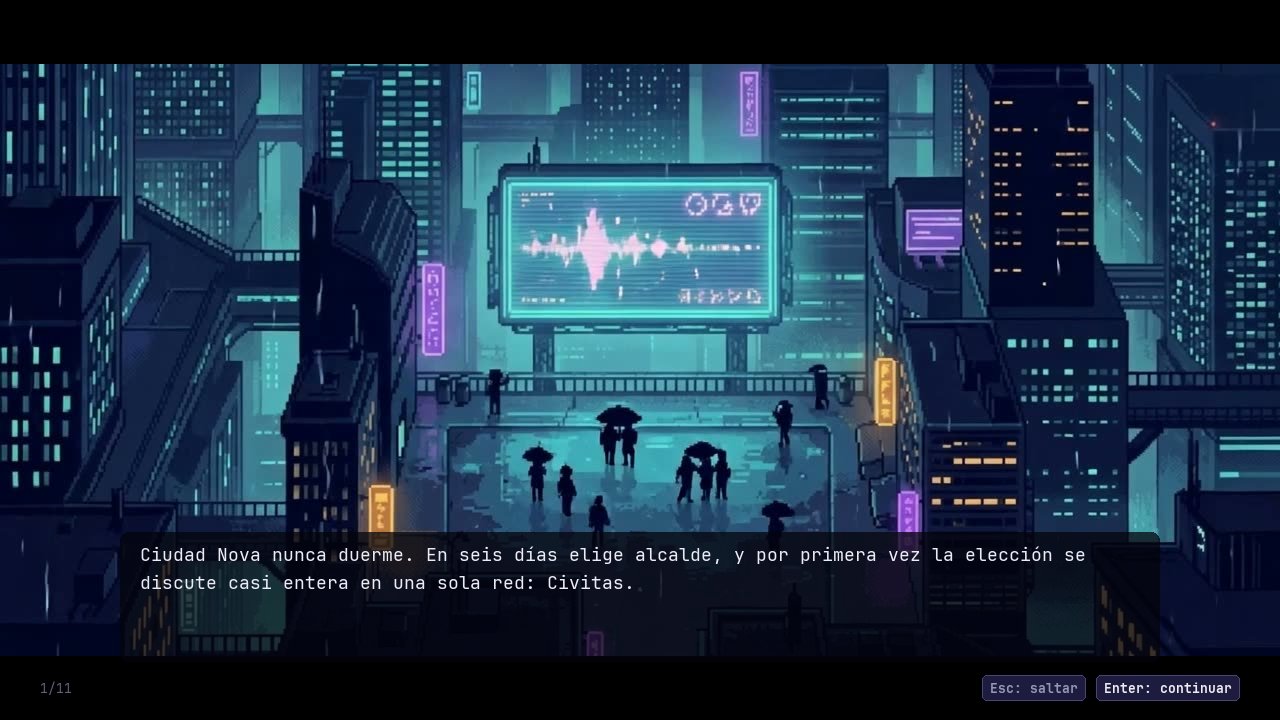 Ciudad Nova nunca duerme. En seis días elige alcalde, y por primera vez la elección se
discute casi entera en una sola red: Civitas.
1/11
Esc: saltar
Enter: continuar